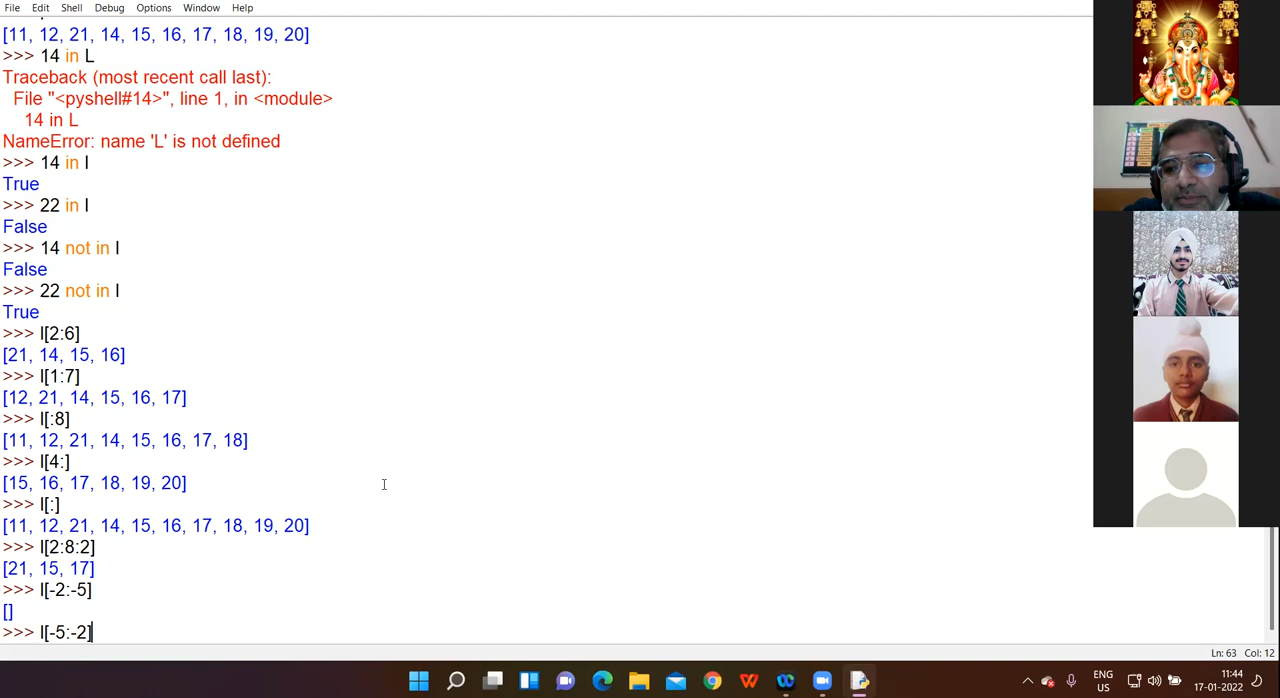 File Edit Shell Debug Options Window Help
[11, 12, 21, 14, 15, 16, 17, 18, 19, 20]
>>> 14 in L
Traceback (most recent call last):
File "<pyshell#14>", line 1, in <module>
14 in L
NameError: name 'L' is not defined
>>> 14 in l
True
>>> 22 in l
False
>>> 14 not in l
False
>>> 22 not in l
True
>>> l[2:6]
[21, 14, 15, 16]
>>> l[1:7]
[12, 21, 14, 15, 16, 17]
>>> l[:8]
[11, 12, 21, 14, 15, 16, 17, 18]
>>> l[4:]
[15, 16, 17, 18, 19, 20]
>>> l[:]
[11, 12, 21, 14, 15, 16, 17, 18, 19, 20]
>>> l[2:8:2]
[21, 15, 17]
>>> l[-2:-5]
[]
>>> l[-5:-2]
Ln: 63 Col: 12
ENG
US
11:44
17-01-2022